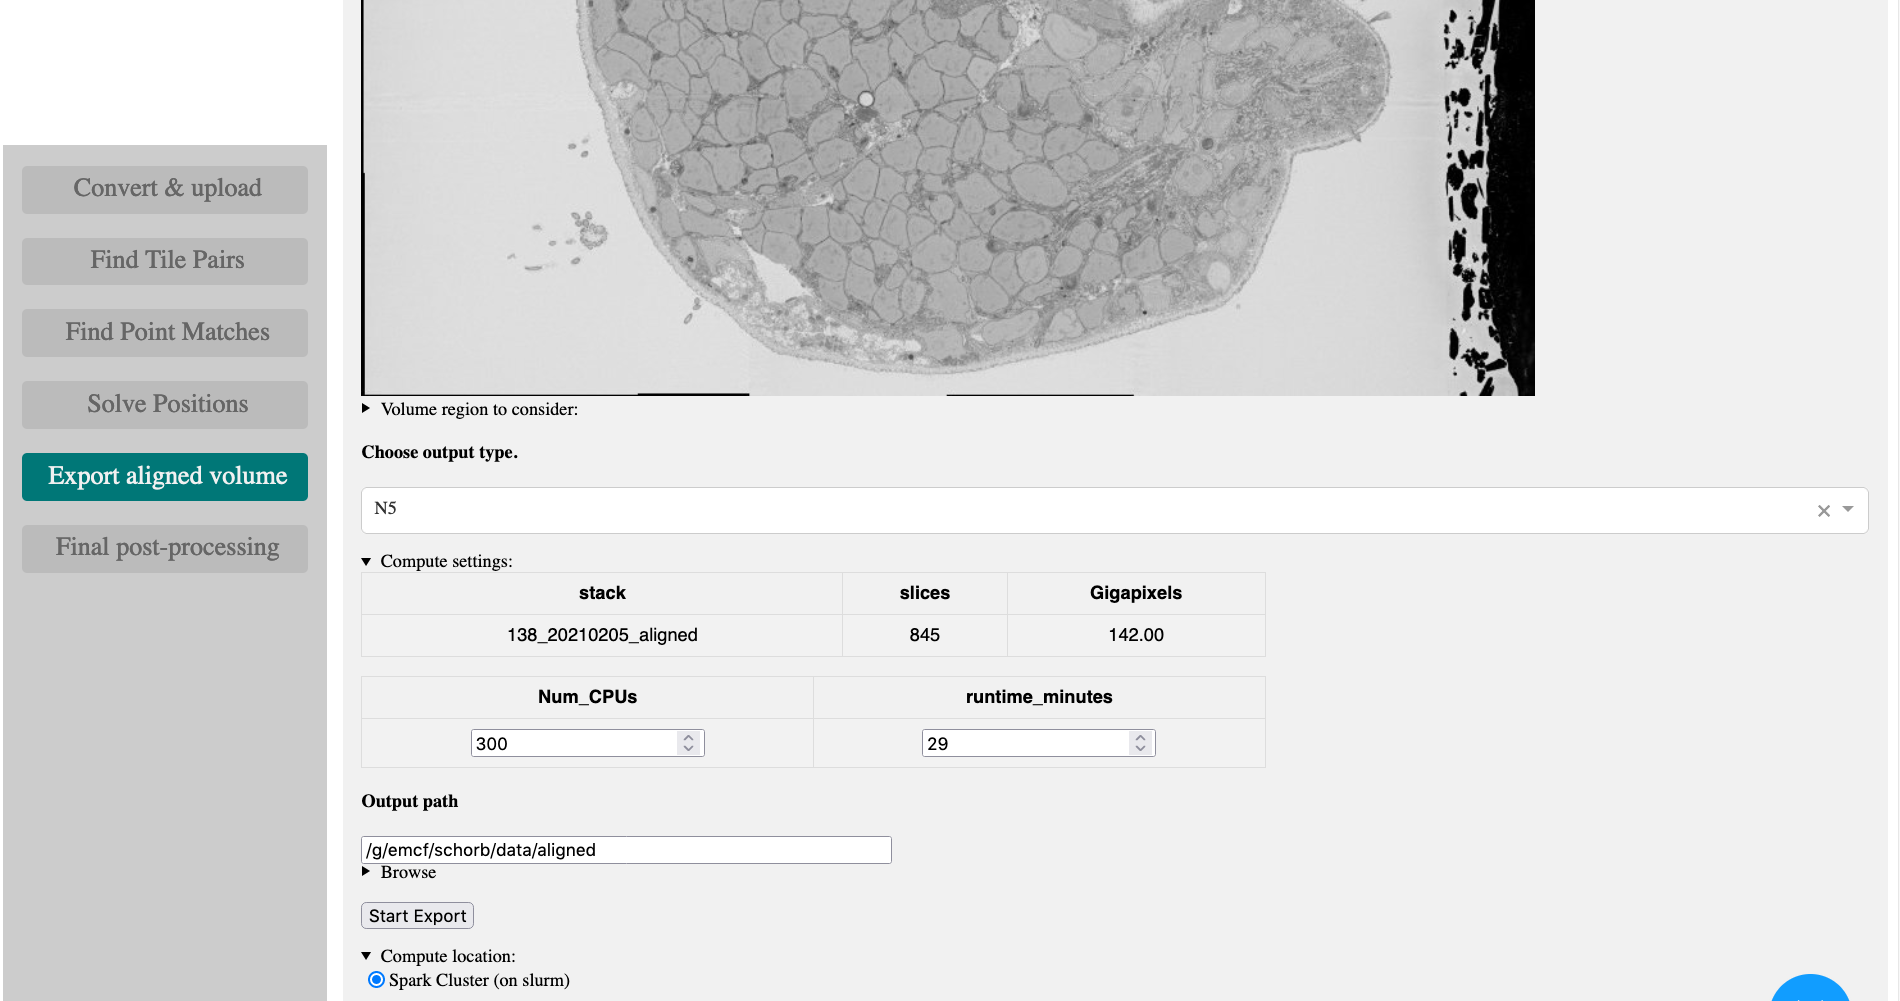 Convert & upload
Find Tile Pairs
Find Point Matches
Solve Positions
Export aligned volume
Final post-processing
Volume region to consider:
Choose output type.
N5
Compute settings:
stack slices Gigapixels
138_20210205_aligned 845 142.00
Num_CPUs runtime_minutes
300 29
Output path
/g/emcf/schorb/data/aligned
Browse
Start Export
Compute location:
Spark Cluster (on slurm)